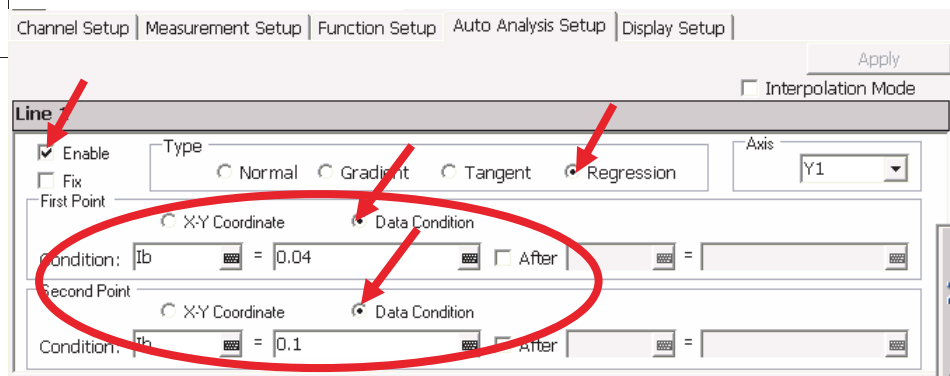 Channel Setup Measurement Setup Function Setup Auto Analysis Setup Display Setup
Apply
Interpolation Mode
Line 1
Enable
Type
Normal Gradient Tangent Regression
Axis
Y1
Fix
First Point
X-Y Coordinate Data Condition
Condition: Ib = 0.04 After =
Second Point
X-Y Coordinate Data Condition
Condition: Ib = 0.1 After =